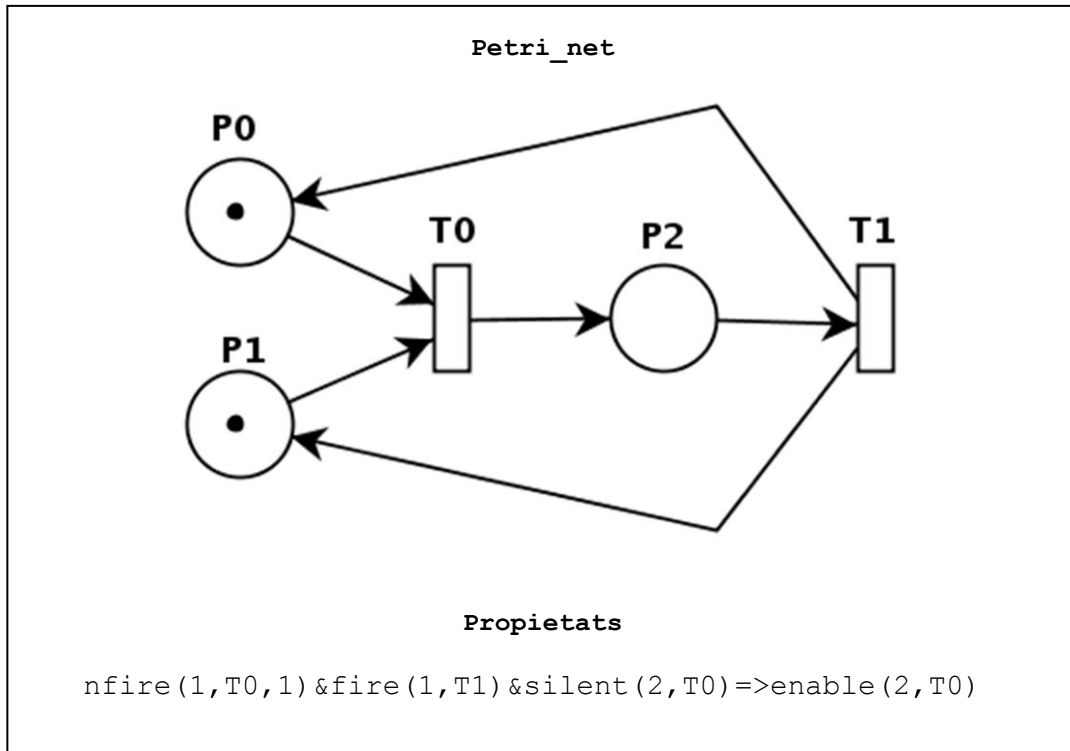 Petri_net
P0
T0
P2
T1
P1
Propietats
nfire(1,T0,1)&fire(1,T1)&silent(2,T0)=>enable(2,T0)